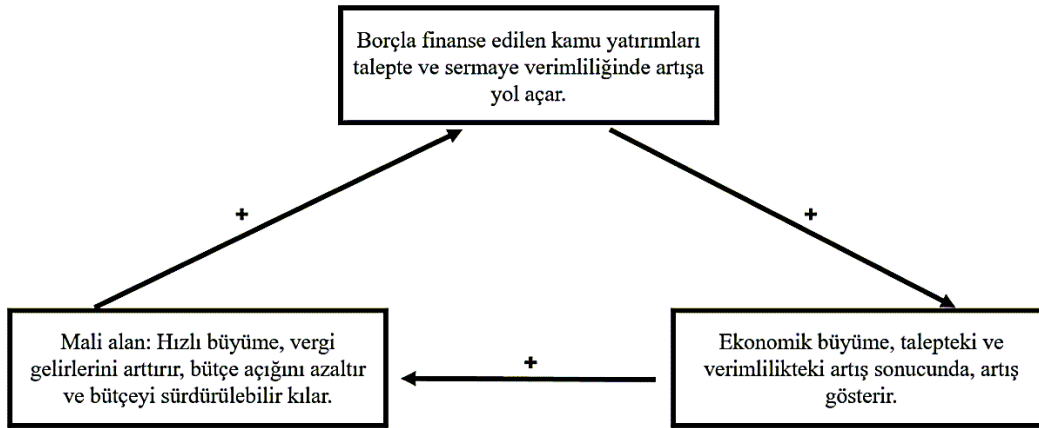 Borçla finanse edilen kamu yatırımları
talepte ve sermaye verimliliğinde artışa
yol açar.
+
+
Mali alan: Hızlı büyüme, vergi
gelirlerini arttırır, bütçe açığını azaltır
ve bütçeyi sürdürülebilir kılar.
+
Ekonomik büyüme, talepteki ve
verimlilikteki artış sonucunda, artış
gösterir.